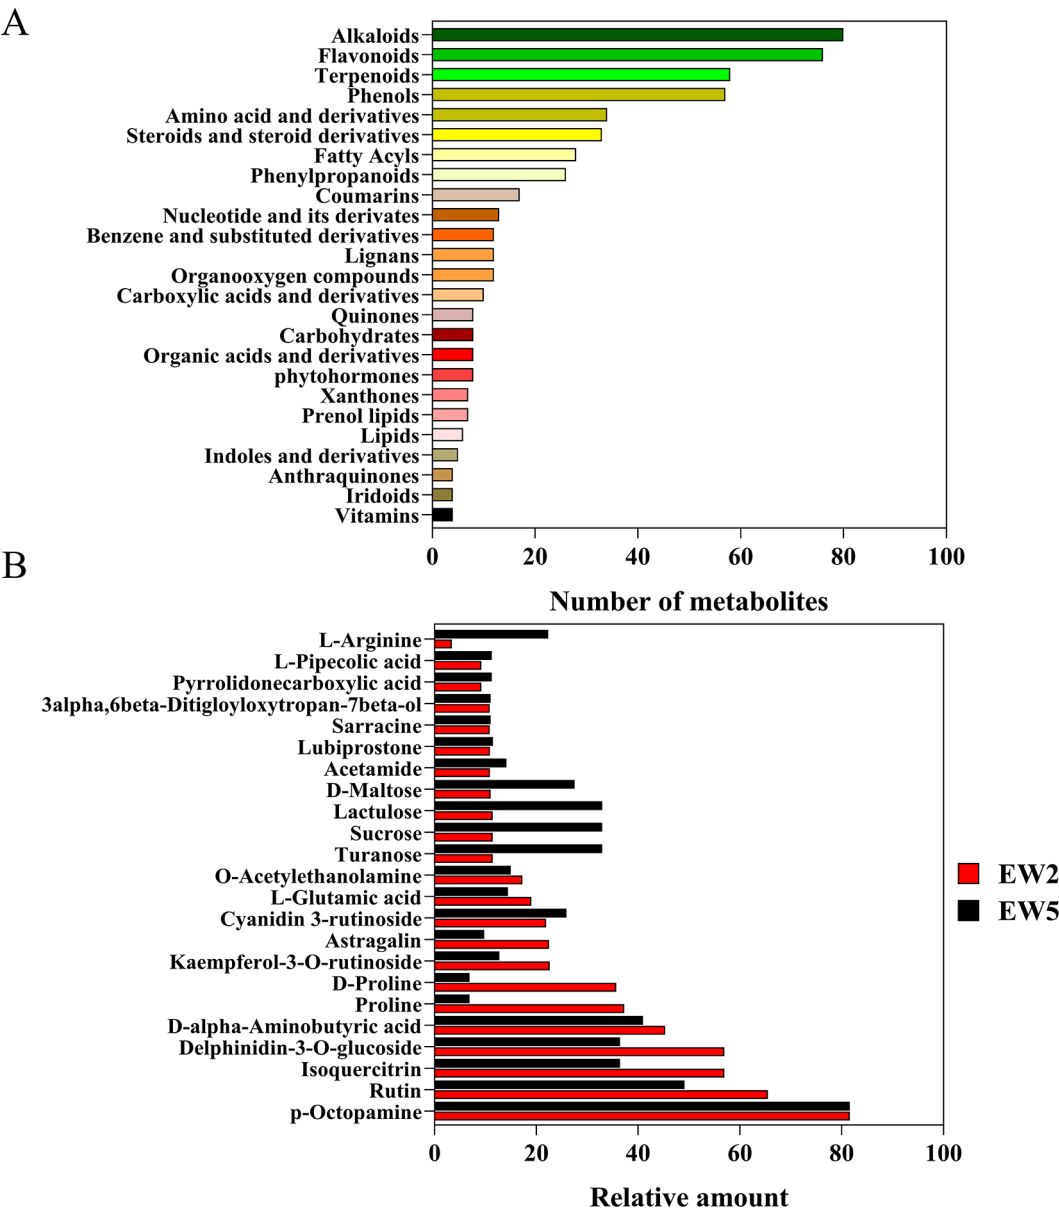 A
Alkaloids
Flavonoids
Terpenoids
Phenols
Amino acid and derivatives
Steroids and steroid derivatives
Fatty Acyls
Phenylpropanoids
Coumarins
Nucleotide and its derivates
Benzene and substituted derivatives
Lignans
Organooxygen compounds
Carboxylic acids and derivatives
Quinones
Carbohydrates
Organic acids and derivatives
phytohormones
Xanthones
Prenol lipids
Lipids
Indoles and derivatives
Anthraquinones
Iridoids
Vitamins
0 20 40 60 80 100
Number of metabolites
B
L-Arginine
L-Pipecolic acid
Pyrrolidonecarboxylic acid
3alpha,6beta-Ditigloyloxytropan-7beta-ol
Sarracine
Lubiprostone
Acetamide
D-Maltose
Lactulose
Sucrose
Turanose
O-Acetylethanolamine
L-Glutamic acid
Cyanidin 3-rutinoside
Astragalin
Kaempferol-3-O-rutinoside
D-Proline
Proline
D-alpha-Aminobutyric acid
Delphinidin-3-O-glucoside
Isoquercitrin
Rutin
p-Octopamine
0 20 40 60 80 100
Relative amount
EW2
EW5